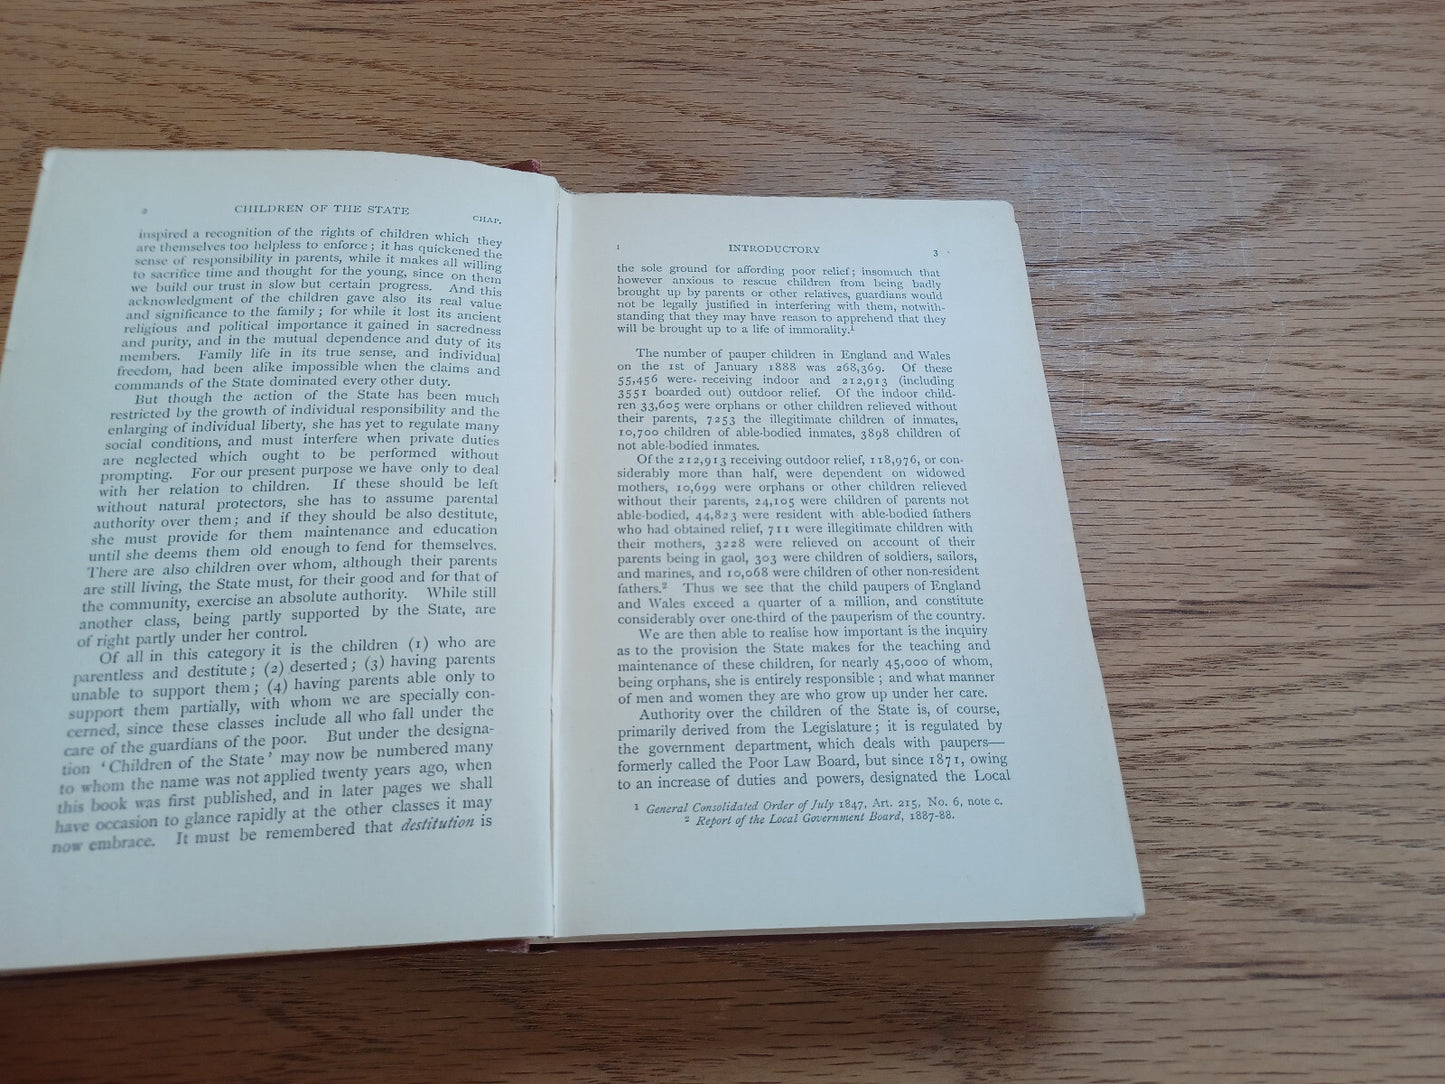 2 CHILDREN OF THE STATE CHAP.
inspired a recognition of the rights of children which they
are themselves too helpless to enforce ; it has quickened the
sense of responsibility in parents, while it makes all willing
to sacrifice time and thought for the young, since on them
we build our trust in slow but certain progress. And this
acknowledgment of the children gave also its real value
and significance to the family ; for while it lost its ancient
religious and political importance it gained in sacredness
and purity, and in the mutual dependence and duty of its
members. Family life in its true sense, and individual
freedom, had been alike impossible when the claims and
commands of the State dominated every other duty.
But though the action of the State has been much
restricted by the growth of individual responsibility and the
enlarging of individual liberty, she has yet to regulate many
social conditions, and must interfere when private duties
are neglected which ought to be performed without
prompting. For our present purpose we have only to deal
with her relation to children. If these should be left
without natural protectors, she has to assume parental
authority over them; and if they should be also destitute,
she must provide for them maintenance and education
until she deems them old enough to fend for themselves.
There are also children over whom, although their parents
are still living, the State must, for their good and for that of
the community, exercise an absolute authority. While still
another class, being partly supported by the State, are
of right partly under her control.
Of all in this category it is the children (1) who are
parentless and destitute ; (2) deserted ; (3) having parents
unable to support them ; (4) having parents able only to
support them partially, with whom we are specially con-
cerned, since these classes include all who fall under the
care of the guardians of the poor. But under the designa-
tion ‘Children of the State’ may now be numbered many
to whom the name was not applied twenty years ago, when
this book was first published, and in later pages we shall
have occasion to glance rapidly at the other classes it may
now embrace. It must be remembered that destitution is
1 INTRODUCTORY 3
the sole ground for affording poor relief; insomuch that
however anxious to rescue children from being badly
brought up by parents or other relatives, guardians would
not be legally justified in interfering with them, notwith-
standing that they may have reason to apprehend that they
will be brought up to a life of immorality.¹
The number of pauper children in England and Wales
on the 1st of January 1888 was 268,369. Of these
55,456 were receiving indoor and 212,913 (including
3551 boarded out) outdoor relief. Of the indoor child-
ren 33,605 were orphans or other children relieved without
their parents, 7253 the illegitimate children of inmates,
10,700 children of able-bodied inmates, 3898 children of
not able-bodied inmates.
Of the 212,913 receiving outdoor relief, 118,976, or con-
siderably more than half, were dependent on widowed
mothers, 10,699 were orphans or other children relieved
without their parents, 24,105 were children of parents not
able-bodied, 44,823 were resident with able-bodied fathers
who had obtained relief, 711 were illegitimate children with
their mothers, 3228 were relieved on account of their
parents being in gaol, 303 were children of soldiers, sailors,
and marines, and 10,068 were children of other non-resident
fathers.² Thus we see that the child paupers of England
and Wales exceed a quarter of a million, and constitute
considerably over one-third of the pauperism of the country.
We are then able to realise how important is the inquiry
as to the provision the State makes for the teaching and
maintenance of these children, for nearly 45,000 of whom,
being orphans, she is entirely responsible ; and what manner
of men and women they are who grow up under her care.
Authority over the children of the State is, of course,
primarily derived from the Legislature ; it is regulated by
the government department, which deals with paupers—
formerly called the Poor Law Board, but since 1871, owing
to an increase of duties and powers, designated the Local
¹ General Consolidated Order of July 1847, Art. 215, No. 6, note c.
² Report of the Local Government Board, 1887-88.